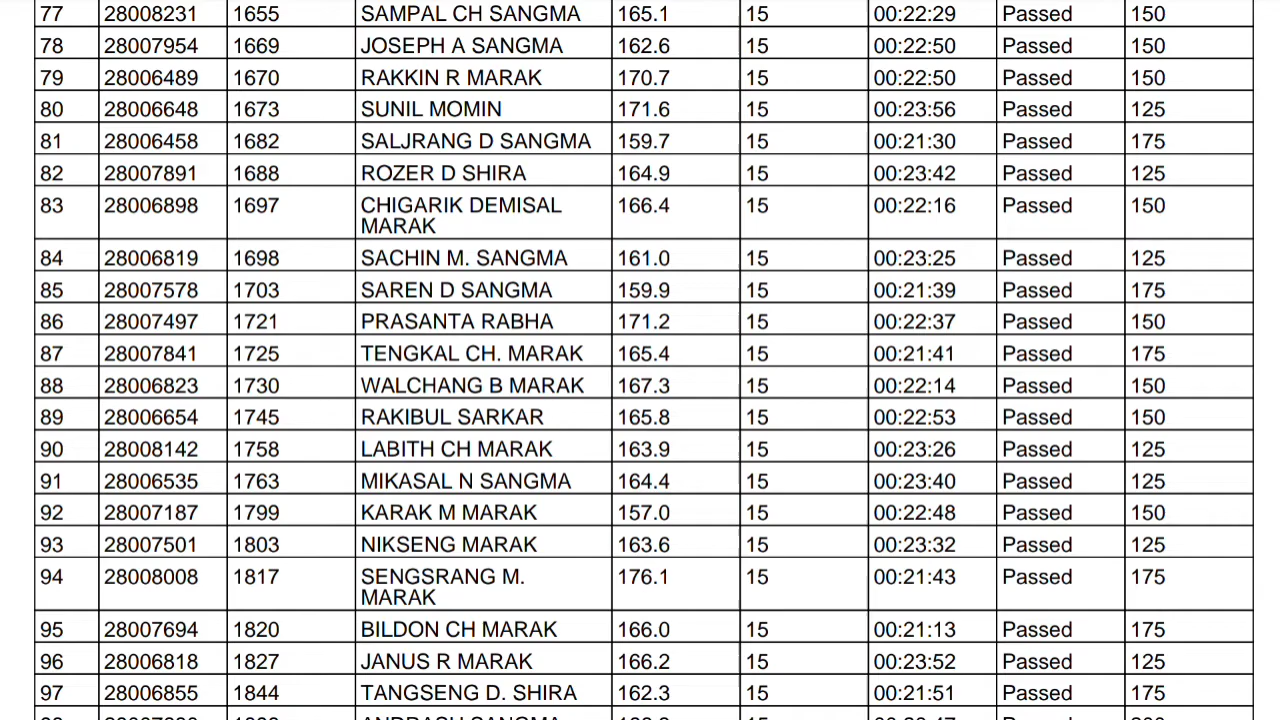 77 28008231 1655 SAMPAL CH SANGMA 165.1 15 00:22:29 Passed 150
78 28007954 1669 JOSEPH A SANGMA 162.6 15 00:22:50 Passed 150
79 28006489 1670 RAKKIN R MARAK 170.7 15 00:22:50 Passed 150
80 28006648 1673 SUNIL MOMIN 171.6 15 00:23:56 Passed 125
81 28006458 1682 SALJRANG D SANGMA 159.7 15 00:21:30 Passed 175
82 28007891 1688 ROZER D SHIRA 164.9 15 00:23:42 Passed 125
83 28006898 1697 CHIGARIK DEMISAL 166.4 15 00:22:16 Passed 150
MARAK
84 28006819 1698 SACHIN M. SANGMA 161.0 15 00:23:25 Passed 125
85 28007578 1703 SAREN D SANGMA 159.9 15 00:21:39 Passed 175
86 28007497 1721 PRASANTA RABHA 171.2 15 00:22:37 Passed 150
87 28007841 1725 TENGKAL CH. MARAK 165.4 15 00:21:41 Passed 175
88 28006823 1730 WALCHANG B MARAK 167.3 15 00:22:14 Passed 150
89 28006654 1745 RAKIBUL SARKAR 165.8 15 00:22:53 Passed 150
90 28008142 1758 LABITH CH MARAK 163.9 15 00:23:26 Passed 125
91 28006535 1763 MIKASAL N SANGMA 164.4 15 00:23:40 Passed 125
92 28007187 1799 KARAK M MARAK 157.0 15 00:22:48 Passed 150
93 28007501 1803 NIKSENG MARAK 163.6 15 00:23:32 Passed 125
94 28008008 1817 SENGSRANG M. 176.1 15 00:21:43 Passed 175
MARAK
95 28007694 1820 BILDON CH MARAK 166.0 15 00:21:13 Passed 175
96 28006818 1827 JANUS R MARAK 166.2 15 00:23:52 Passed 125
97 28006855 1844 TANGSENG D. SHIRA 162.3 15 00:21:51 Passed 175